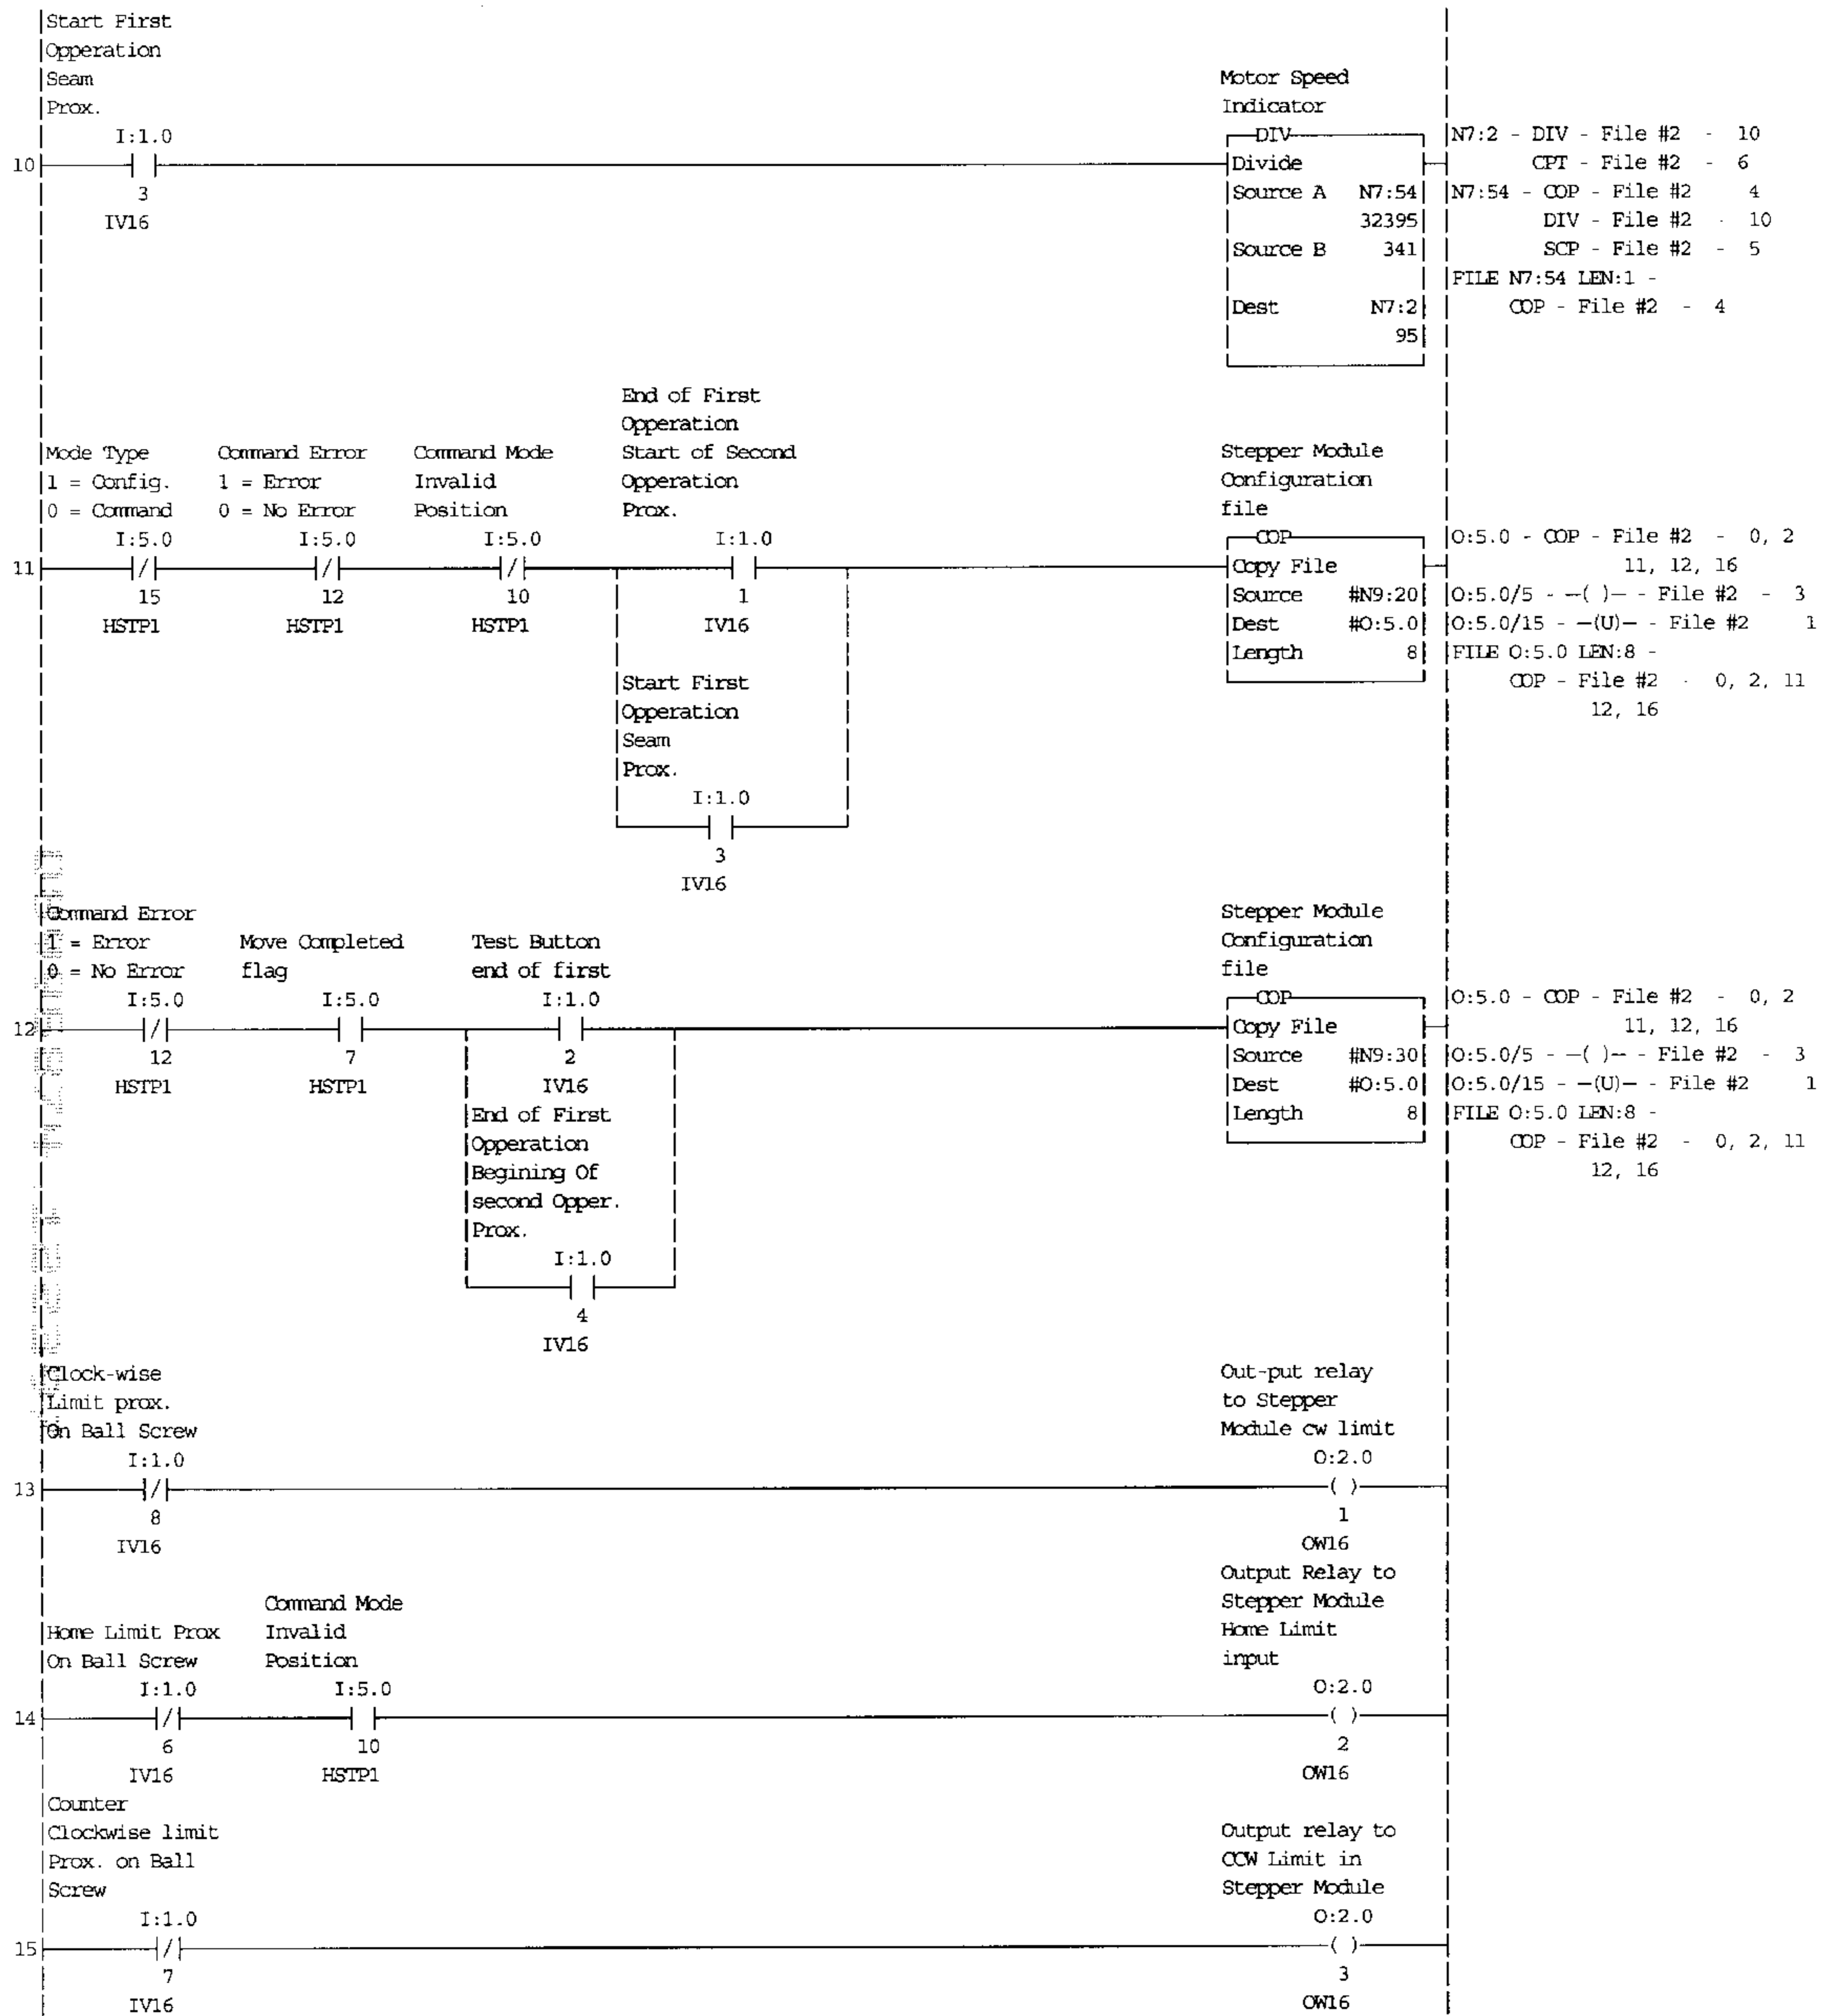 Start First
Opperation
Seam
Prox.
I:1.0
10
3
IV16
Motor Speed
Indicator
DIV
Divide
Source A N7:54
32395
Source B 341
Dest N7:2
95
N7:2 - DIV - File #2 - 10
CPT - File #2 - 6
N7:54 - COP - File #2 4
DIV - File #2 - 10
SCP - File #2 - 5
FILE N7:54 LEN:1 -
COP - File #2 - 4
Mode Type
1 = Config.
0 = Command
I:5.0
11
15
HSTP1
Command Error
1 = Error
0 = No Error
I:5.0
12
HSTP1
Command Mode
Invalid
Position
I:5.0
10
HSTP1
End of First
Opperation
Start of Second
Opperation
Prox.
I:1.0
1
IV16
Start First
Opperation
Seam
Prox.
I:1.0
3
IV16
Stepper Module
Configuration
file
COP
Copy File
Source #N9:20
Dest #O:5.0
Length 8
O:5.0 - COP - File #2 - 0, 2
11, 12, 16
O:5.0/5 - -( )- - File #2 - 3
O:5.0/15 - -(U)- - File #2 1
FILE O:5.0 LEN:8 -
COP - File #2 - 0, 2, 11
12, 16
Command Error
1 = Error
0 = No Error
I:5.0
12
12
HSTP1
Move Completed
flag
I:5.0
7
HSTP1
Test Button
end of first
I:1.0
2
IV16
End of First
Opperation
Begining Of
second Opper.
Prox.
I:1.0
4
IV16
Stepper Module
Configuration
file
COP
Copy File
Source #N9:30
Dest #O:5.0
Length 8
O:5.0 - COP - File #2 - 0, 2
11, 12, 16
O:5.0/5 - -( )- - File #2 - 3
O:5.0/15 - -(U)- - File #2 1
FILE O:5.0 LEN:8 -
COP - File #2 - 0, 2, 11
12, 16
Clock-wise
Limit prox.
On Ball Screw
I:1.0
13
8
IV16
Out-put relay
to Stepper
Module cw limit
O:2.0
( )
1
OW16
Home Limit Prox
On Ball Screw
I:1.0
14
6
IV16
Command Mode
Invalid
Position
I:5.0
10
HSTP1
Output Relay to
Stepper Module
Home Limit
input
O:2.0
( )
2
OW16
Counter
Clockwise limit
Prox. on Ball
Screw
I:1.0
15
7
IV16
Output relay to
CCW Limit in
Stepper Module
O:2.0
( )
3
OW16